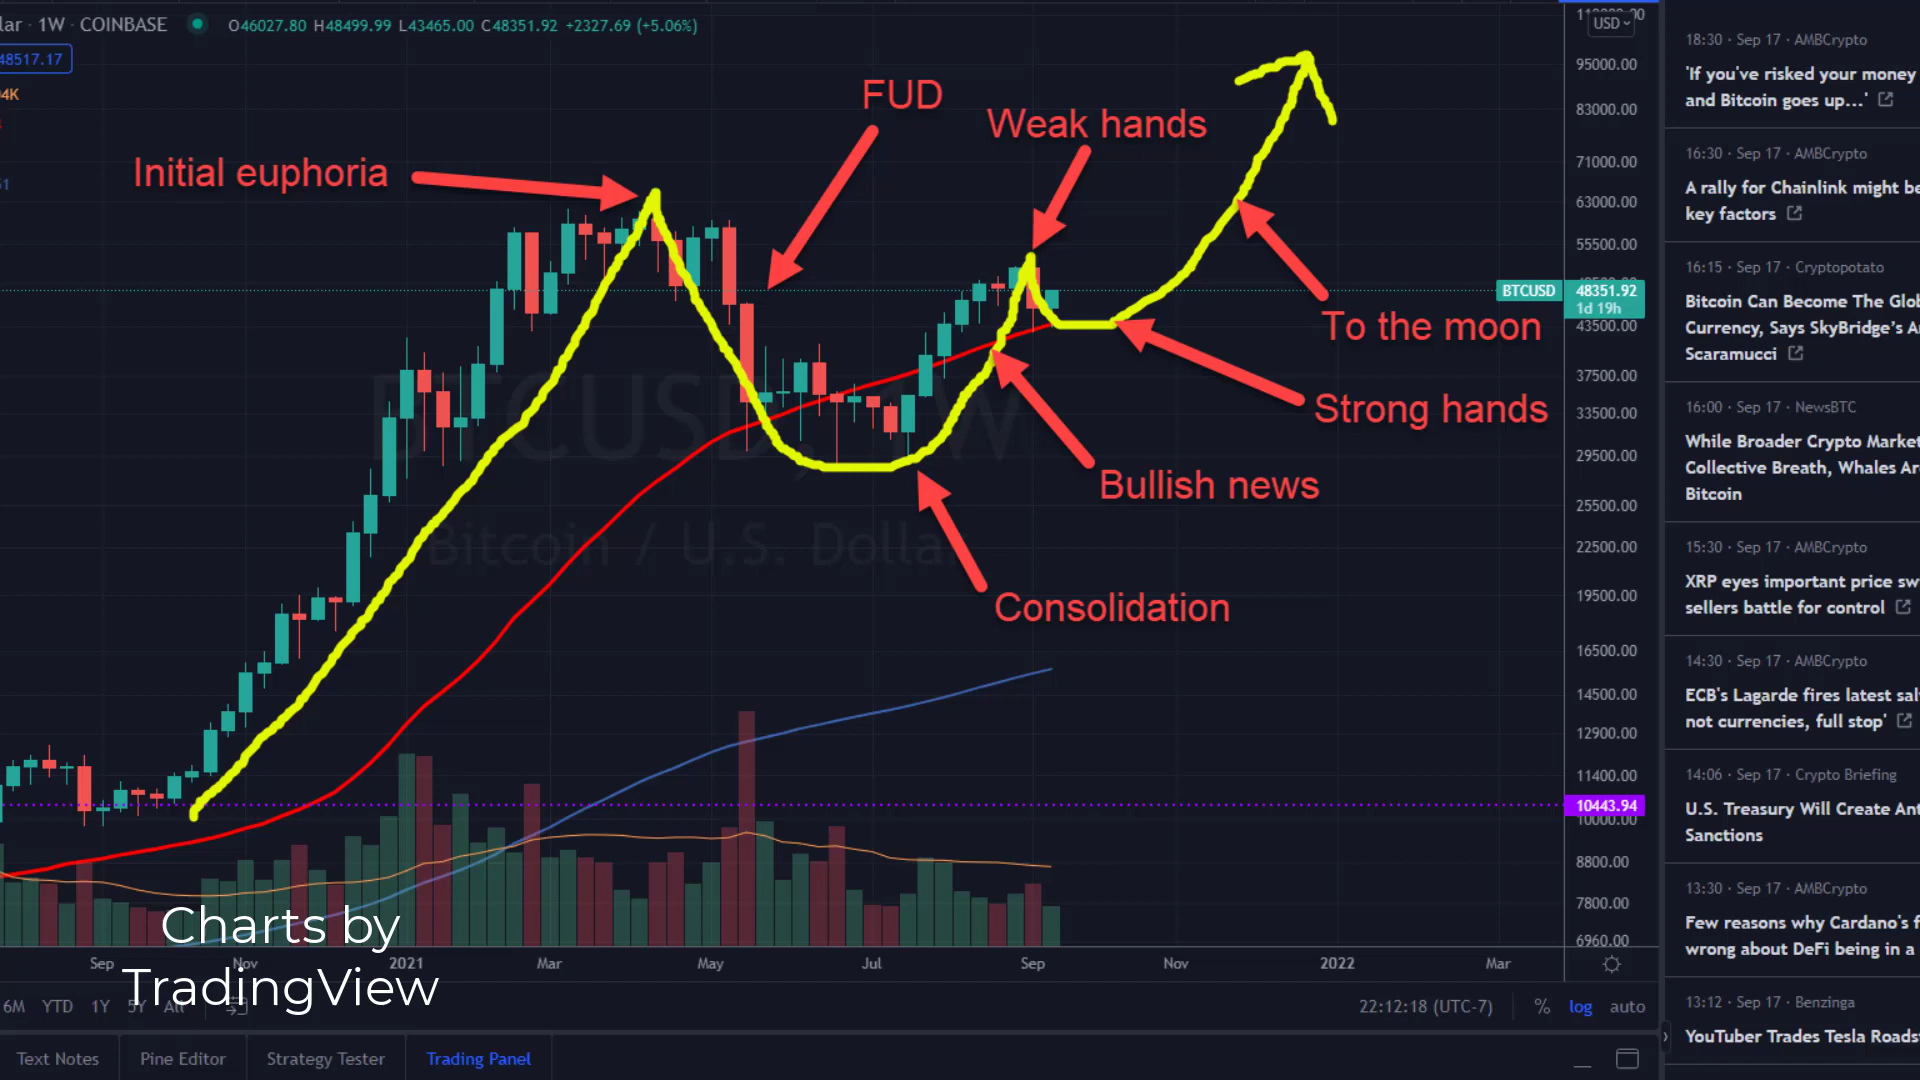 lar · 1W · COINBASE O46027.80 H48499.99 L43465.00 C48351.92 +2327.69 (+5.06%)
48517.17
4K
USD
95000.00
83000.00
71000.00
63000.00
55500.00
BTCUSD 48351.92
1d 19h
43500.00
37500.00
33500.00
29500.00
25500.00
22500.00
19500.00
16500.00
14500.00
12900.00
11400.00
10443.94
10000.00
8800.00
7800.00
6960.00
FUD
Weak hands
Initial euphoria
To the moon
Strong hands
Bullish news
Consolidation
BTCUSD, 1W
Bitcoin / U.S. Dolla
Charts by
TradingView
Sep Nov 2021 Mar May Jul Sep Nov 2022 Mar
6M YTD 1Y 5Y All 22:12:18 (UTC-7) % log auto
Text Notes Pine Editor Strategy Tester Trading Panel
18:30 · Sep 17 · AMBCrypto
'If you've risked your money
and Bitcoin goes up...'
16:30 · Sep 17 · AMBCrypto
A rally for Chainlink might be
key factors
16:15 · Sep 17 · Cryptopotato
Bitcoin Can Become The Glob
Currency, Says SkyBridge's A
Scaramucci
16:00 · Sep 17 · NewsBTC
While Broader Crypto Market
Collective Breath, Whales Ar
Bitcoin
15:30 · Sep 17 · AMBCrypto
XRP eyes important price sw
sellers battle for control
14:30 · Sep 17 · AMBCrypto
ECB's Lagarde fires latest sal
not currencies, full stop'
14:06 · Sep 17 · Crypto Briefing
U.S. Treasury Will Create Ant
Sanctions
13:30 · Sep 17 · AMBCrypto
Few reasons why Cardano's f
wrong about DeFi being in a
13:12 · Sep 17 · Benzinga
YouTuber Trades Tesla Roads